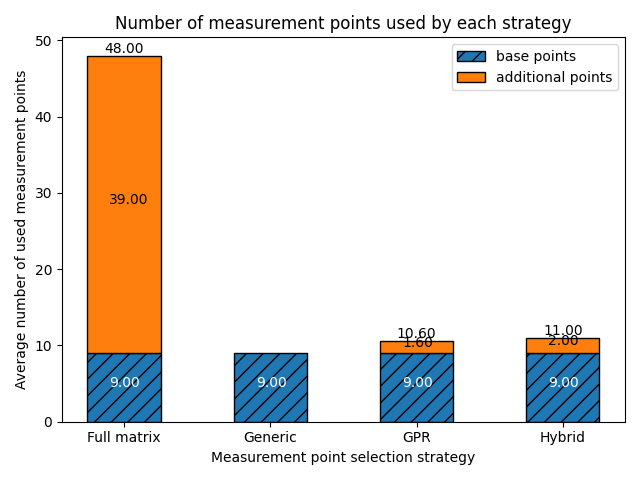 Number of measurement points used by each strategy
Average number of used measurement points
50
40
30
20
10
0
base points
additional points
48.00
39.00
9.00
9.00
10.60
1.60
9.00
11.00
2.00
9.00
Full matrix
Generic
GPR
Hybrid
Measurement point selection strategy